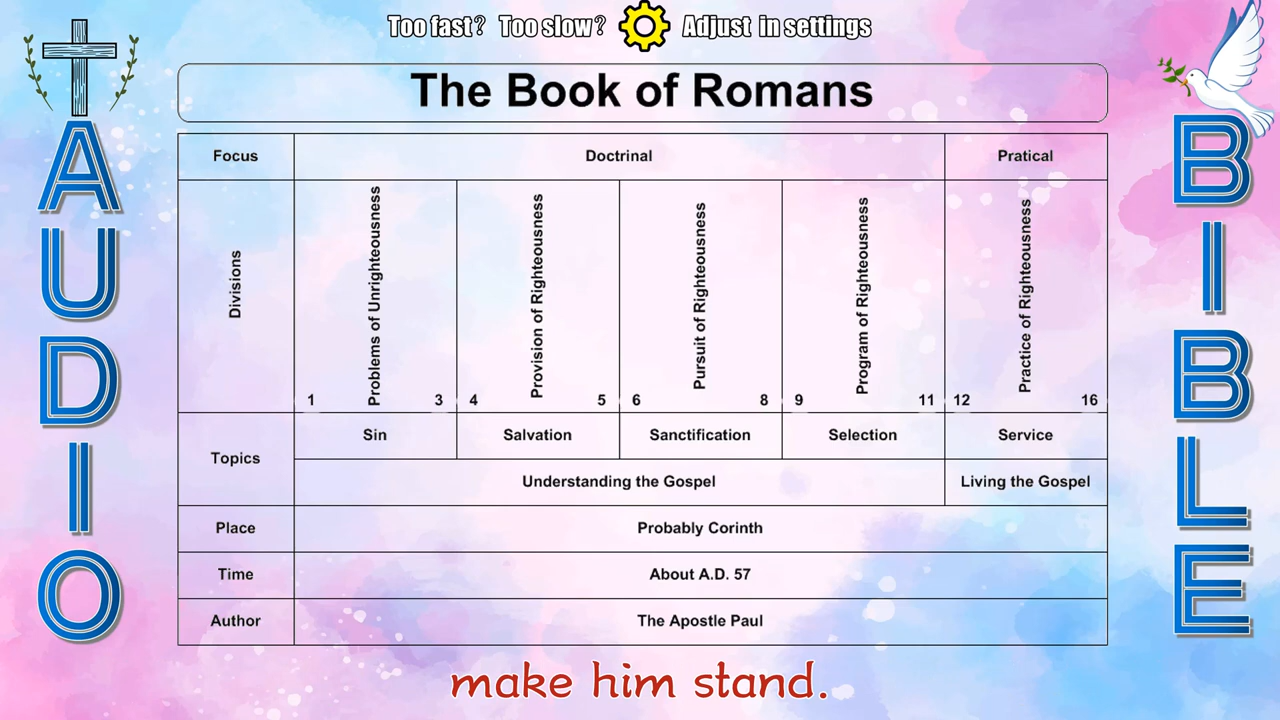 Too fast? Too slow? Adjust in settings
AUDIO
BIBLE
The Book of Romans
Focus Doctrinal Pratical
Divisions
Problems of Unrighteousness
1 3
Provision of Righteousness
4 5
Pursuit of Righteousness
6 8
Program of Righteousness
9 11
Practice of Righteousness
12 16
Topics
Sin Salvation Sanctification Selection Service
Understanding the Gospel Living the Gospel
Place Probably Corinth
Time About A.D. 57
Author The Apostle Paul
make him stand.